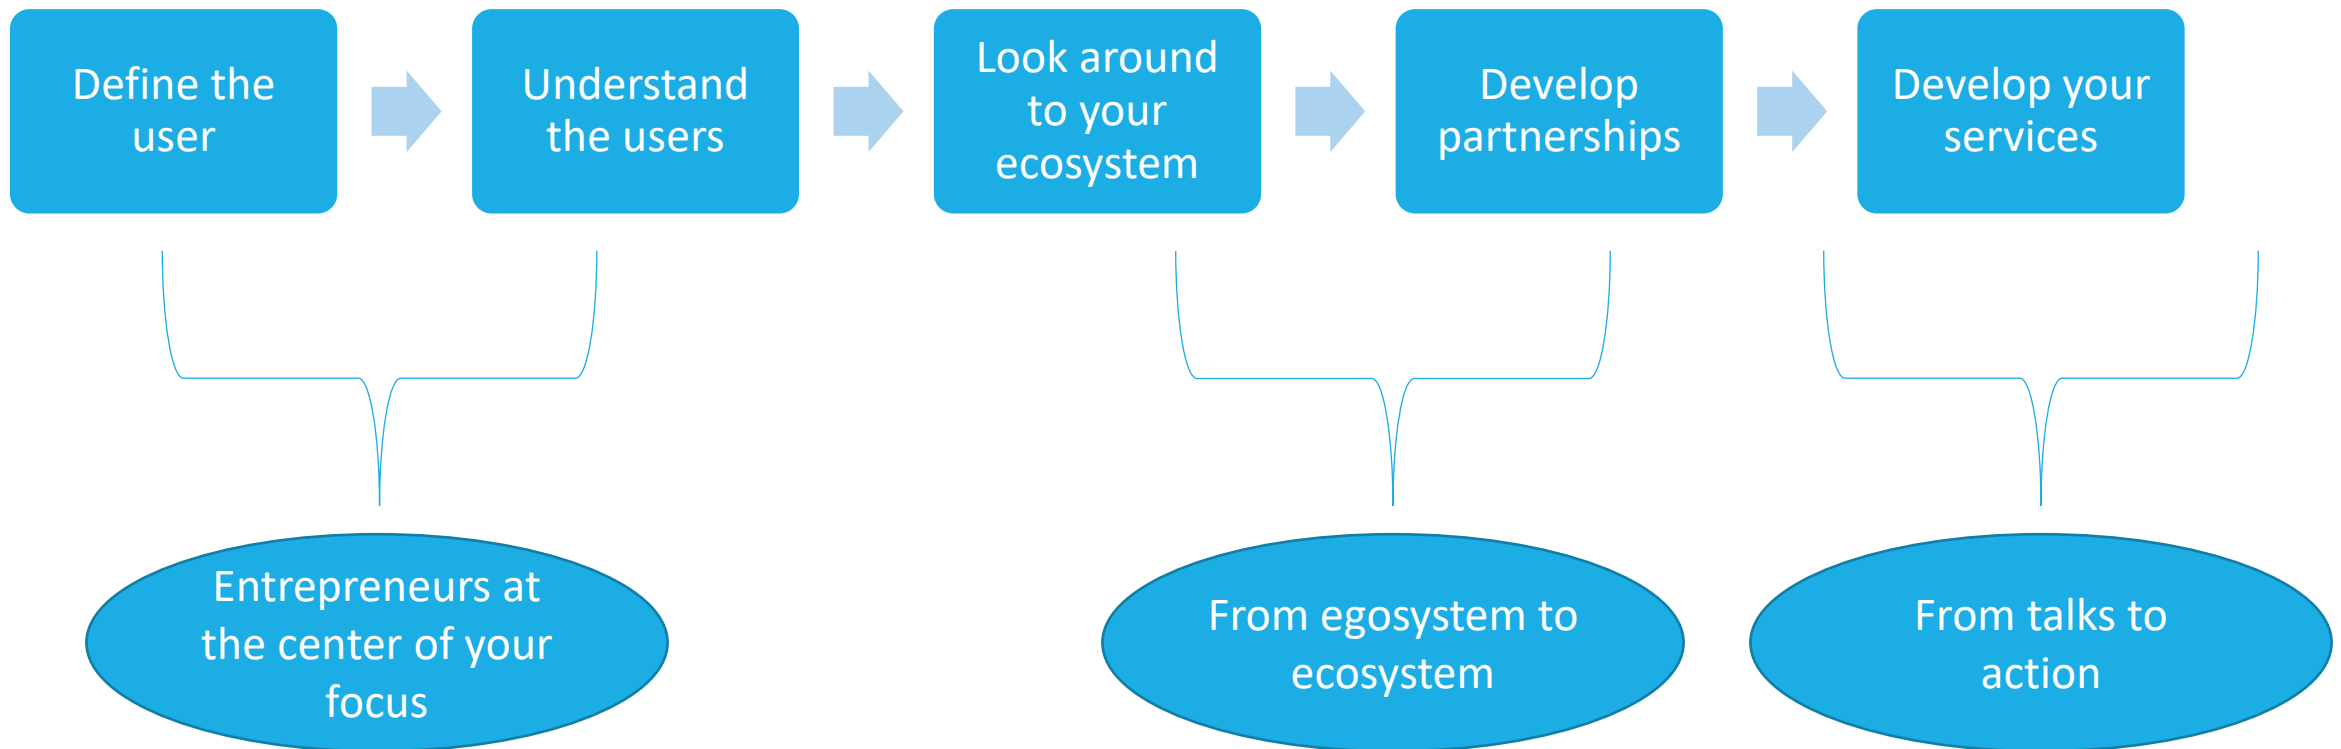 Define the
user
Understand
the users
Look around
to your
ecosystem
Develop
partnerships
Develop your
services
Entrepreneurs at
the center of your
focus
From egosystem to
ecosystem
From talks to
action